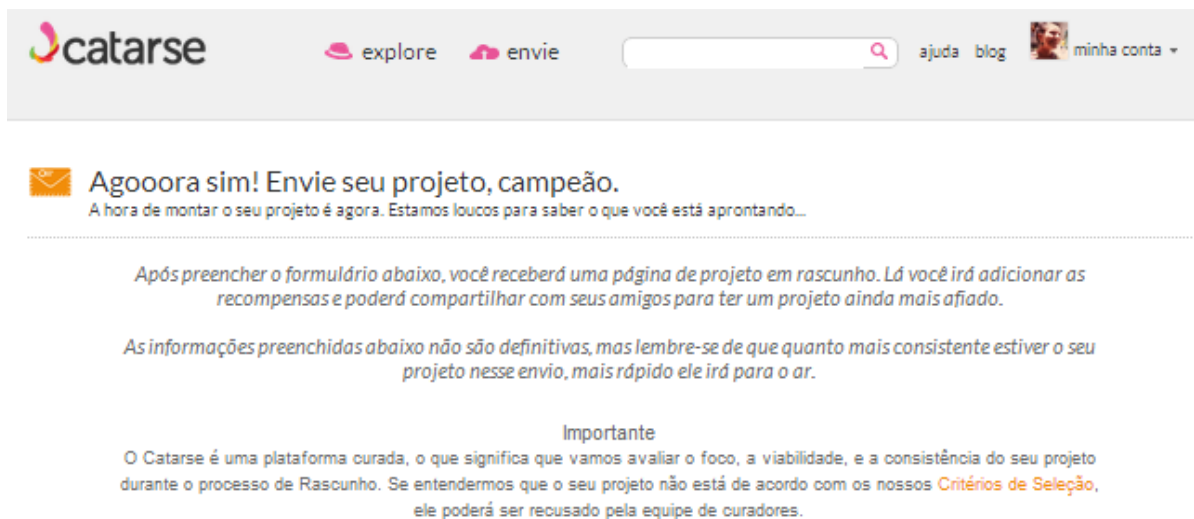 catarse
explore
envie
ajuda
blog
minha conta
Agooora sim! Envie seu projeto, campeão.
A hora de montar o seu projeto é agora. Estamos loucos para saber o que você está aprontando...
Após preencher o formulário abaixo, você receberá uma página de projeto em rascunho. Lá você irá adicionar as
recompensas e poderá compartilhar com seus amigos para ter um projeto ainda mais afiado.
As informações preenchidas abaixo não são definitivas, mas lembre-se de que quanto mais consistente estiver o seu
projeto nesse envio, mais rápido ele irá para o ar.
Importante
O Catarse é uma plataforma curada, o que significa que vamos avaliar o foco, a viabilidade, e a consistência do seu projeto
durante o processo de Rascunho. Se entendermos que o seu projeto não está de acordo com os nossos Critérios de Seleção,
ele poderá ser recusado pela equipe de curadores.